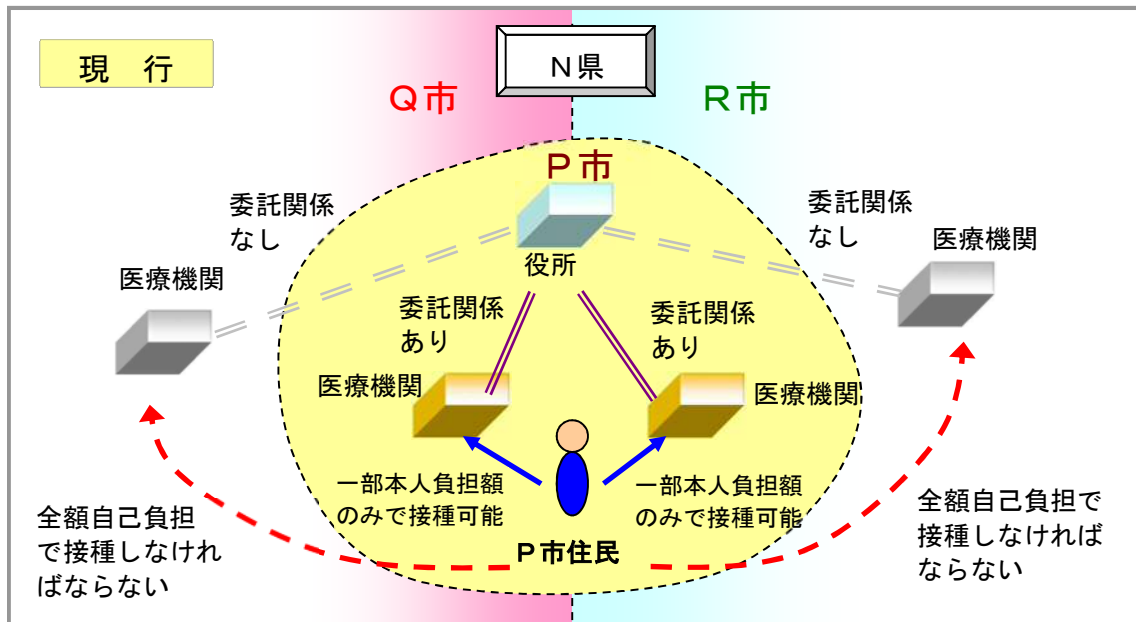 現　行
N県
Q市
R市
P市
委託関係
なし
委託関係
なし
医療機関
医療機関
役所
委託関係
あり
委託関係
あり
医療機関
医療機関
一部本人負担額
のみで接種可能
一部本人負担額
のみで接種可能
全額自己負担
で接種しなけれ
ばならない
全額自己負担で
接種しなければ
ならない
P市住民